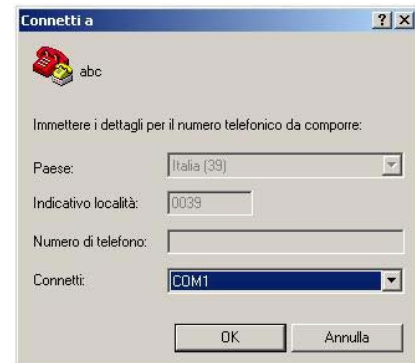 Connetti a
abc
Immettere i dettagli per il numero telefonico da comporre:
Paese: Italia (39)
Indicativo località: 0039
Numero di telefono:
Connetti: COM1
OK Annulla